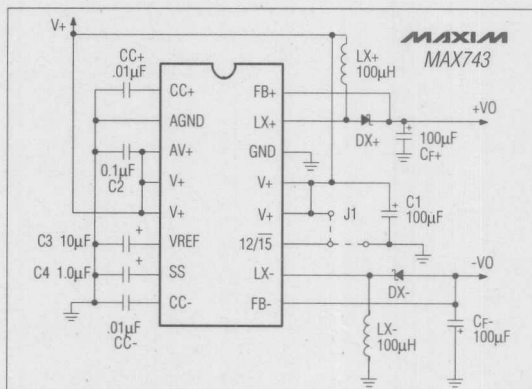 V+
MAXIM
MAX743
CC+
.01µF
LX+
100µH
CC+
FB+
+VO
AGND
LX+
DX+
100µF
CF+
AV+
GND
0.1µF
C2
V+
V+
V+
V+
J1
C1
100µF
C3 10µF
VREF
12/15
C4 1.0µF
SS
LX-
-VO
CC-
FB-
DX-
.01µF
CC-
LX-
100µH
CF-
100µF